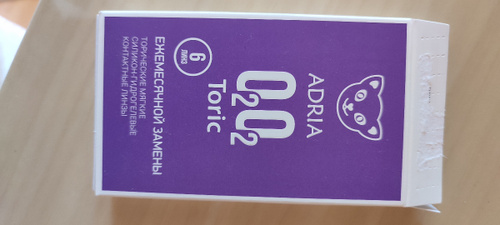 ADRIA
O2O2
Toric
6
ЛИНЗ
ЕЖЕМЕСЯЧНОЙ ЗАМЕНЫ
ТОРИЧЕСКИЕ МЯГКИЕ
СИЛИКОН-ГИДРОГЕЛЕВЫЕ
КОНТАКТНЫЕ ЛИНЗЫ